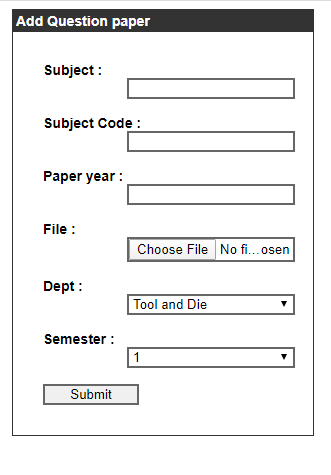 Add Question paper
Subject :
Subject Code :
Paper year :
File :
Choose File No fi...osen
Dept :
Tool and Die
Semester :
1
Submit